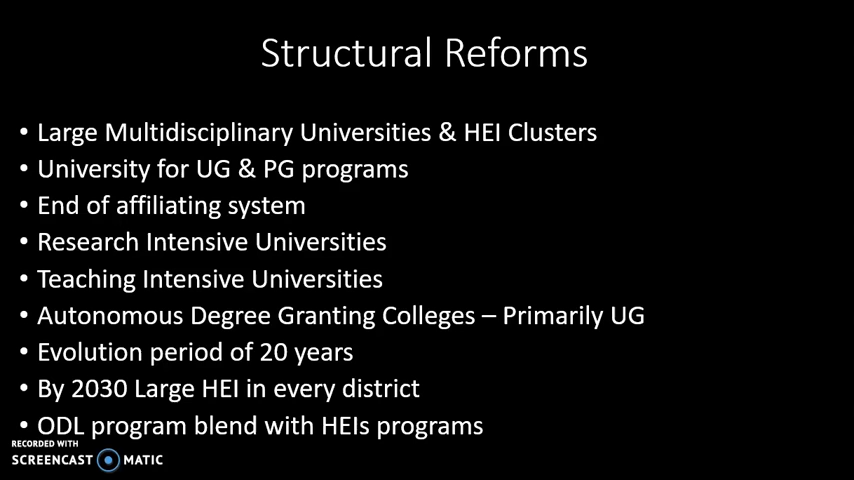 Structural Reforms
• Large Multidisciplinary Universities & HEI Clusters
• University for UG & PG programs
• End of affiliating system
• Research Intensive Universities
• Teaching Intensive Universities
• Autonomous Degree Granting Colleges – Primarily UG
• Evolution period of 20 years
• By 2030 Large HEI in every district
• ODL program blend with HEIs programs
RECORDED WITH
SCREENCAST MATIC